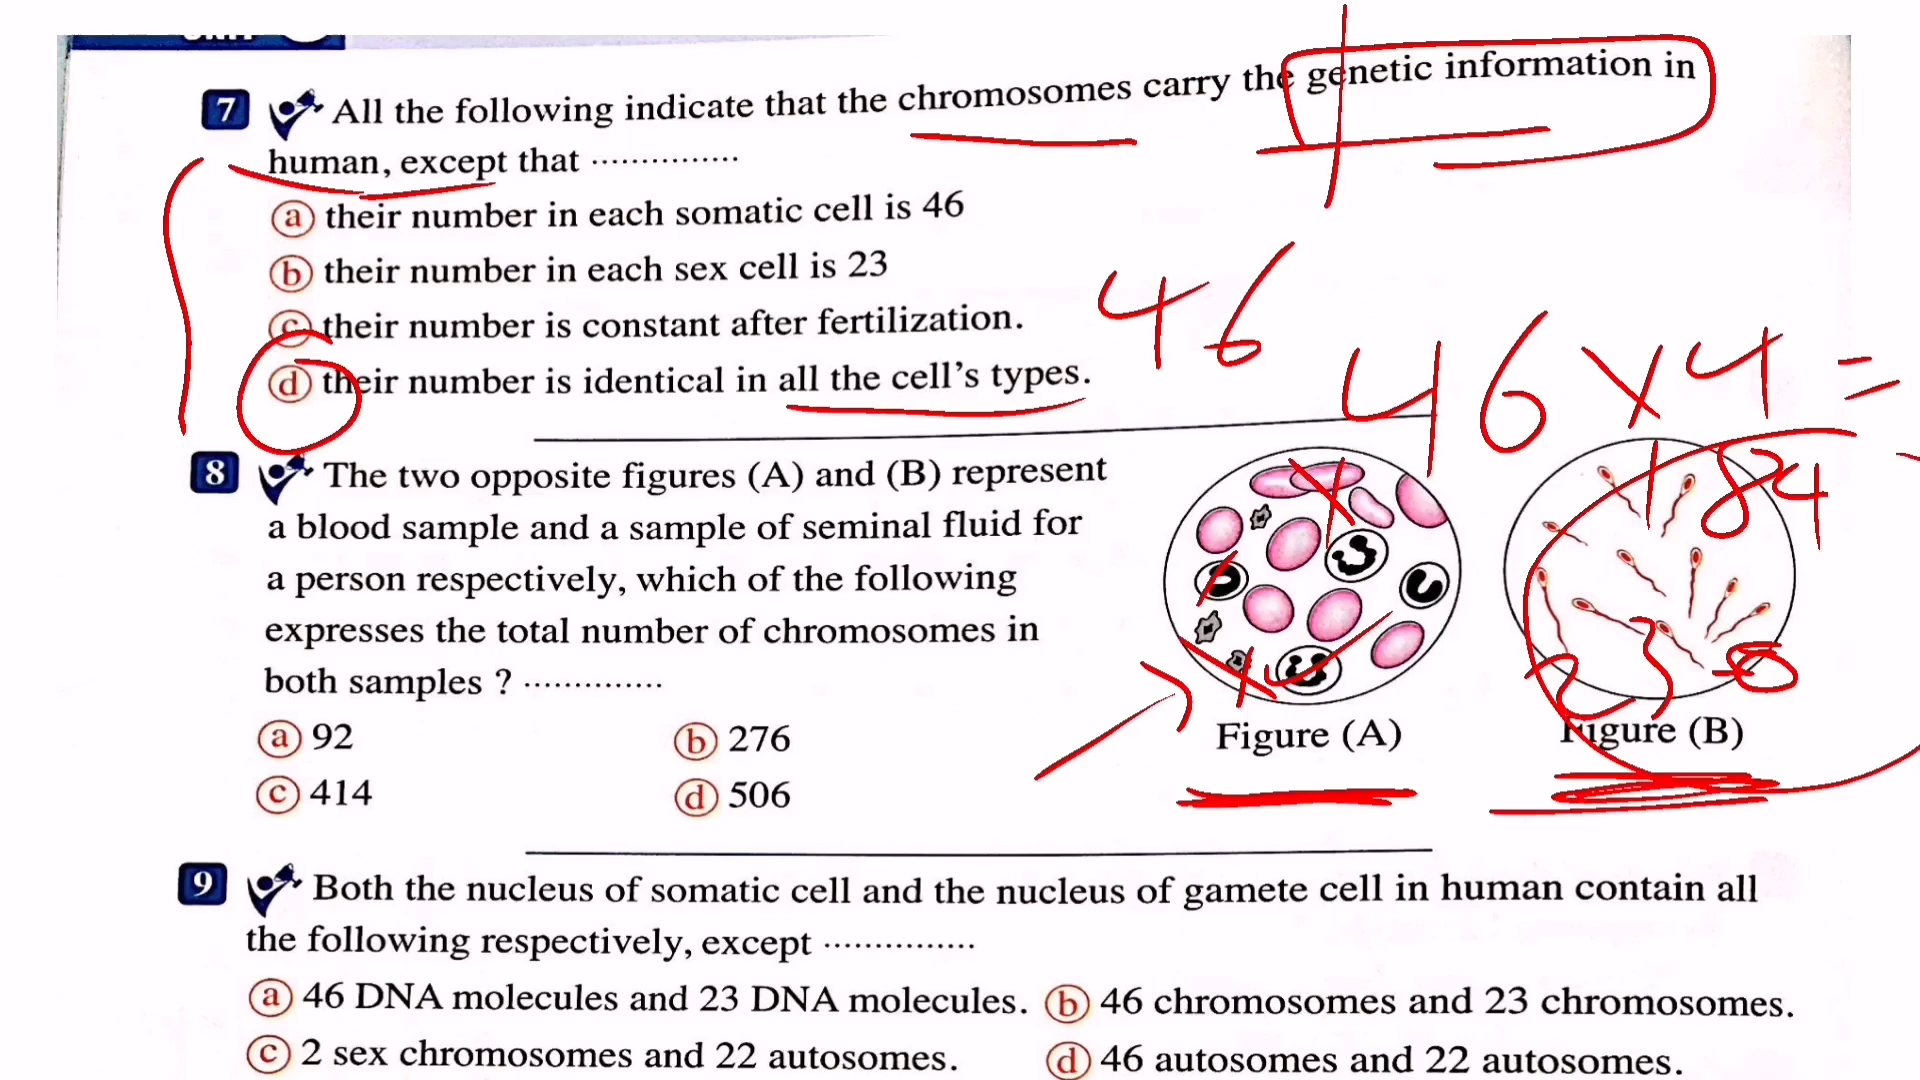 7 All the following indicate that the chromosomes carry the genetic information in
human, except that ...............
a their number in each somatic cell is 46
b their number in each sex cell is 23
c their number is constant after fertilization.
d their number is identical in all the cell's types.
46
46 x 4 =
184
8 The two opposite figures (A) and (B) represent
a blood sample and a sample of seminal fluid for
a person respectively, which of the following
expresses the total number of chromosomes in
both samples ? ..............
a 92 b 276
c 414 d 506
23
Figure (A) Figure (B)
9 Both the nucleus of somatic cell and the nucleus of gamete cell in human contain all
the following respectively, except ...............
a 46 DNA molecules and 23 DNA molecules. b 46 chromosomes and 23 chromosomes.
c 2 sex chromosomes and 22 autosomes. d 46 autosomes and 22 autosomes.